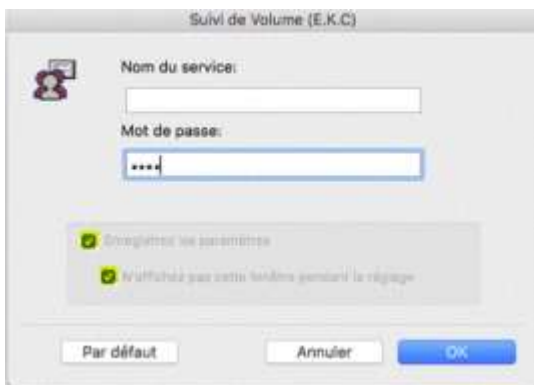 Suivi de Volume (E.K.C)
Nom du service:
Mot de passe:
••••
Enregistrez les paramètres
N'affichez pas cette fenêtre pendant le réglage
Par défaut
Annuler
OK